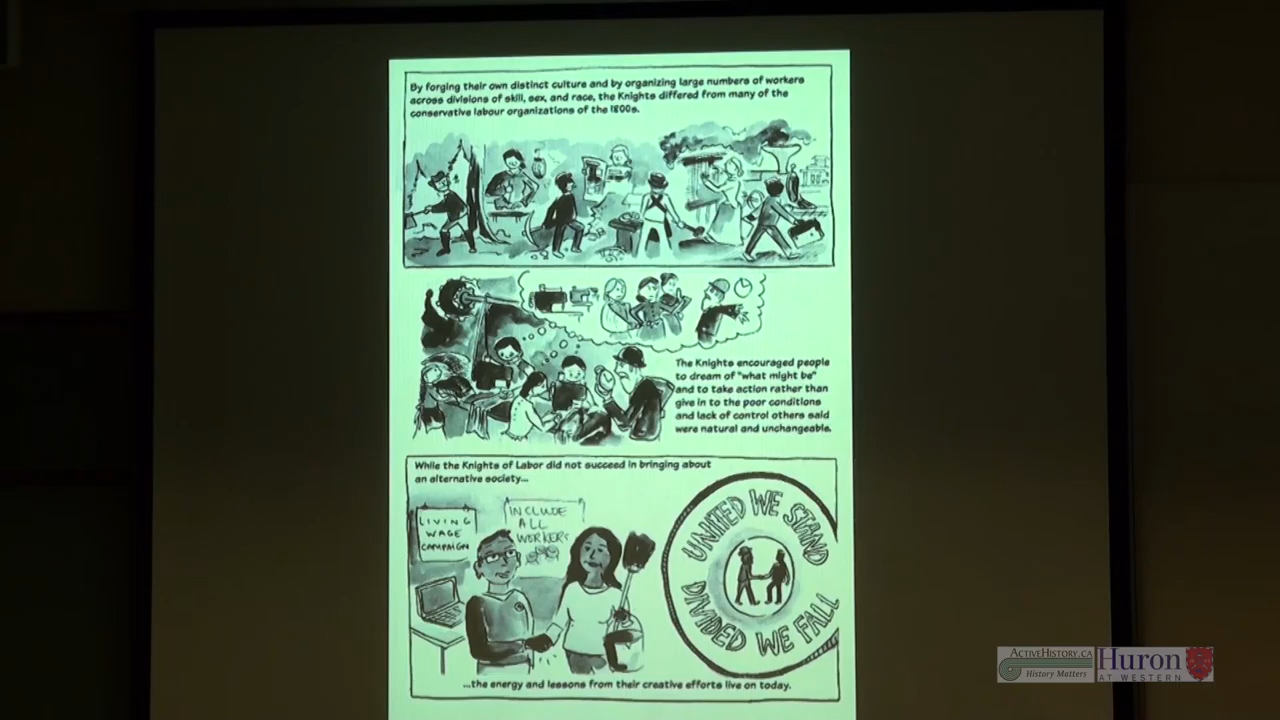 By forging their own distinct culture and by organizing large numbers of workers
across divisions of skill, sex, and race, the Knights differed from many of the
conservative labour organizations of the 1800s.
The Knights encouraged people
to dream of "what might be"
and to take action rather than
give in to the poor conditions
and lack of control others said
were natural and unchangeable.
While the Knights of Labor did not succeed in bringing about
an alternative society...
LIVING
WAGE
CAMPAIGN
INCLUDE
ALL
WORKERS
UNITED WE STAND
DIVIDED WE FALL
...the energy and lessons from their creative efforts live on today.
ACTIVEHISTORY.CA
History Matters
Huron
AT WESTERN